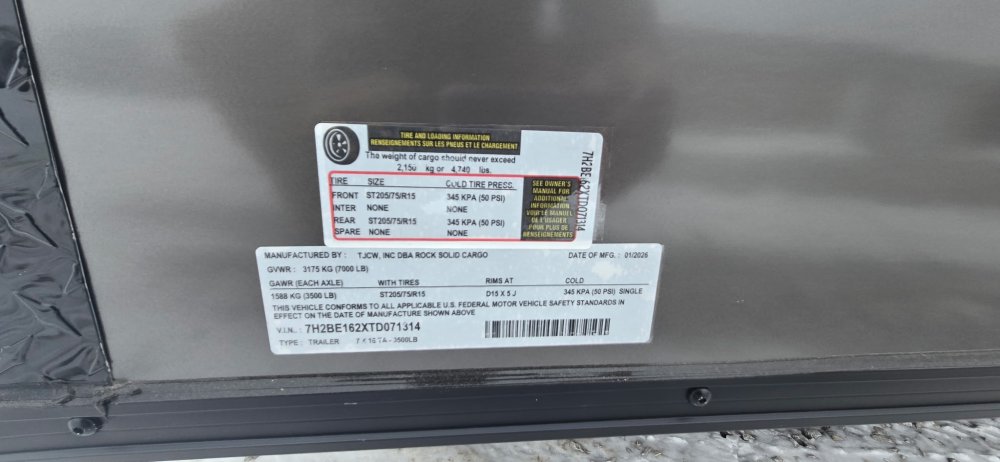 TIRE AND LOADING INFORMATION
RENSEIGNEMENTS SUR LES PNEUS ET LE CHARGEMENT
The weight of cargo should never exceed
2,150 kg or 4,740 lbs.
TIRE SIZE COLD TIRE PRESS.
FRONT ST205/75/R15 345 KPA (50 PSI)
INTER NONE NONE
REAR ST205/75/R15 345 KPA (50 PSI)
SPARE NONE NONE
SEE OWNER'S
MANUAL FOR
ADDITIONAL
INFORMATION
VOIR LE MANUEL
DE L'USAGER
POUR PLUS DE
RENSEIGNEMENTS
7H2BE162XTD071314
MANUFACTURED BY : TJCW, INC DBA ROCK SOLID CARGO DATE OF MFG. : 01/2026
GVWR : 3175 KG (7000 LB)
GAWR (EACH AXLE) WITH TIRES RIMS AT COLD
1588 KG (3500 LB) ST205/75/R15 D15 X 5 J 345 KPA (50 PSI) SINGLE
THIS VEHICLE CONFORMS TO ALL APPLICABLE U.S. FEDERAL MOTOR VEHICLE SAFETY STANDARDS IN
EFFECT ON THE DATE OF MANUFACTURE SHOWN ABOVE
V.I.N.: 7H2BE162XTD071314
TYPE : TRAILER 7 X 16 TA - 3500LB